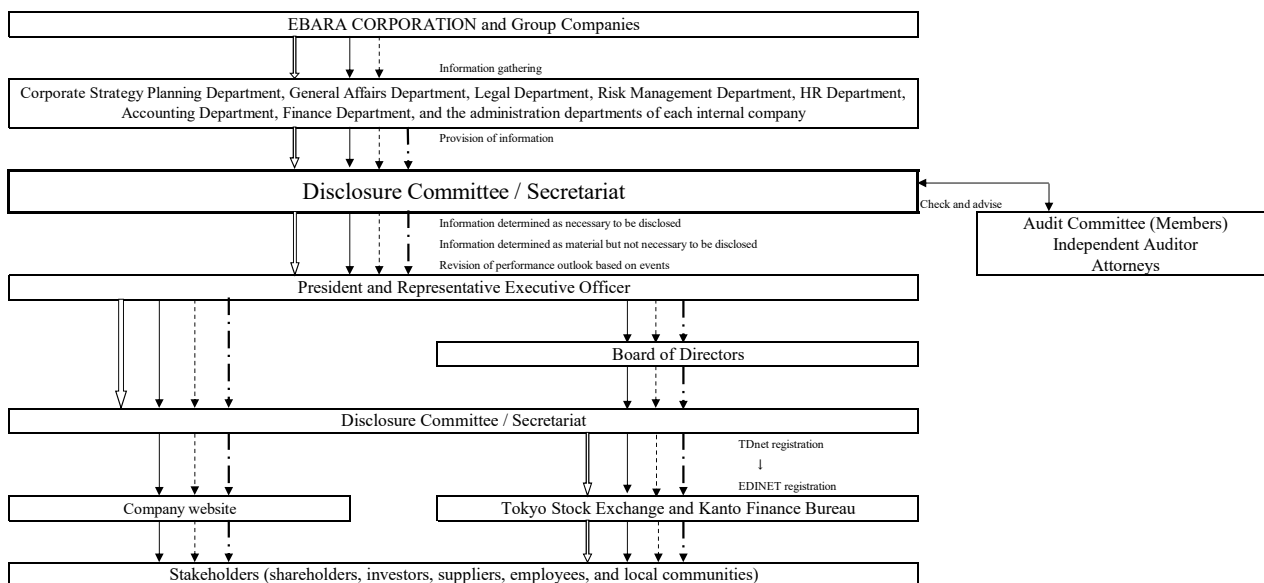 EBARA CORPORATION and Group Companies
Information gathering
Corporate Strategy Planning Department, General Affairs Department, Legal Department, Risk Management Department, HR Department,
Accounting Department, Finance Department, and the administration departments of each internal company
Provision of information
Disclosure Committee / Secretariat
Check and advise
Audit Committee (Members)
Independent Auditor
Attorneys
Information determined as necessary to be disclosed
Information determined as material but not necessary to be disclosed
Revision of performance outlook based on events
President and Representative Executive Officer
Board of Directors
Disclosure Committee / Secretariat
TDnet registration
↓
EDINET registration
Company website
Tokyo Stock Exchange and Kanto Finance Bureau
Stakeholders (shareholders, investors, suppliers, employees, and local communities)